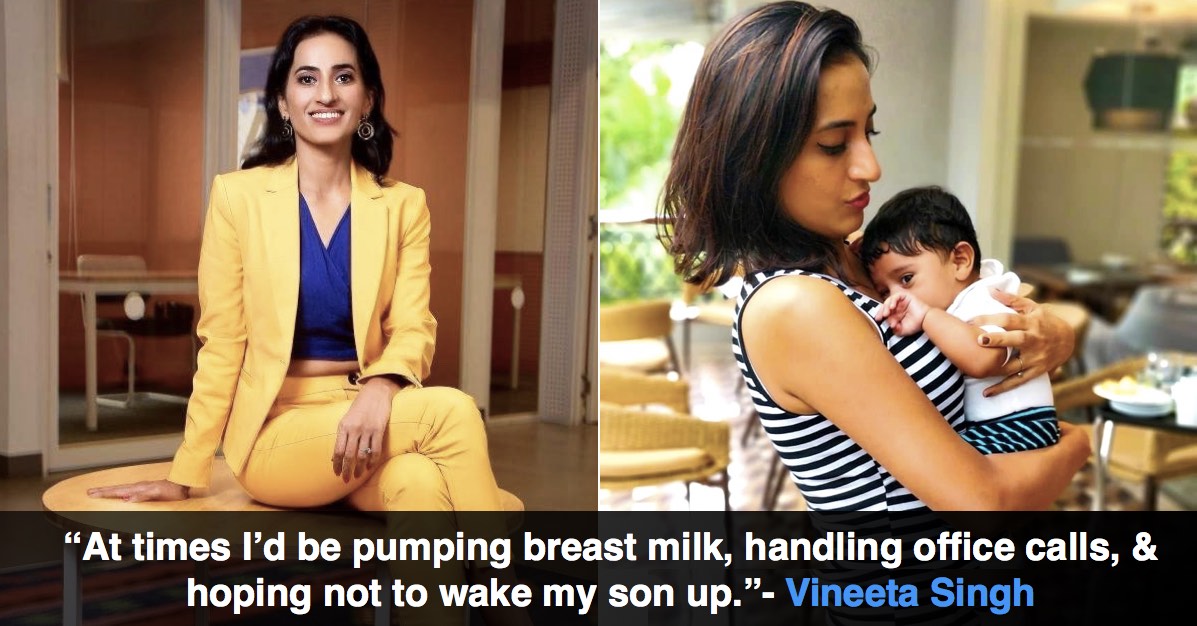 “At times I’d be pumping breast milk, handling office calls, &
hoping not to wake my son up.”- Vineeta Singh